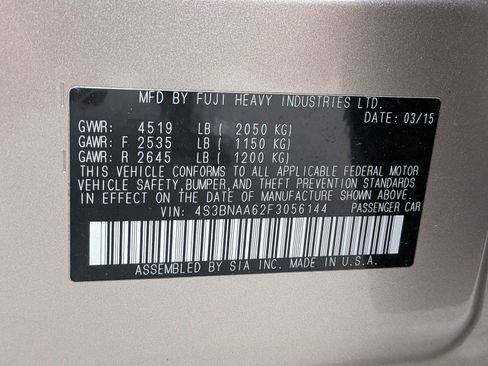 MFD BY FUJI HEAVY INDUSTRIES LTD.
DATE: 03/15
GVWR: 4519 LB ( 2050 KG)
GAWR: F 2535 LB ( 1150 KG)
GAWR: R 2645 LB ( 1200 KG)
THIS VEHICLE CONFORMS TO ALL APPLICABLE FEDERAL MOTOR
VEHICLE SAFETY, BUMPER, AND THEFT PREVENTION STANDARDS
IN EFFECT ON THE DATE OF MANUFACTURE SHOWN ABOVE.
VIN: 4S3BNAA62F3056144 PASSENGER CAR
ASSEMBLED BY SIA INC. MADE IN U.S.A.